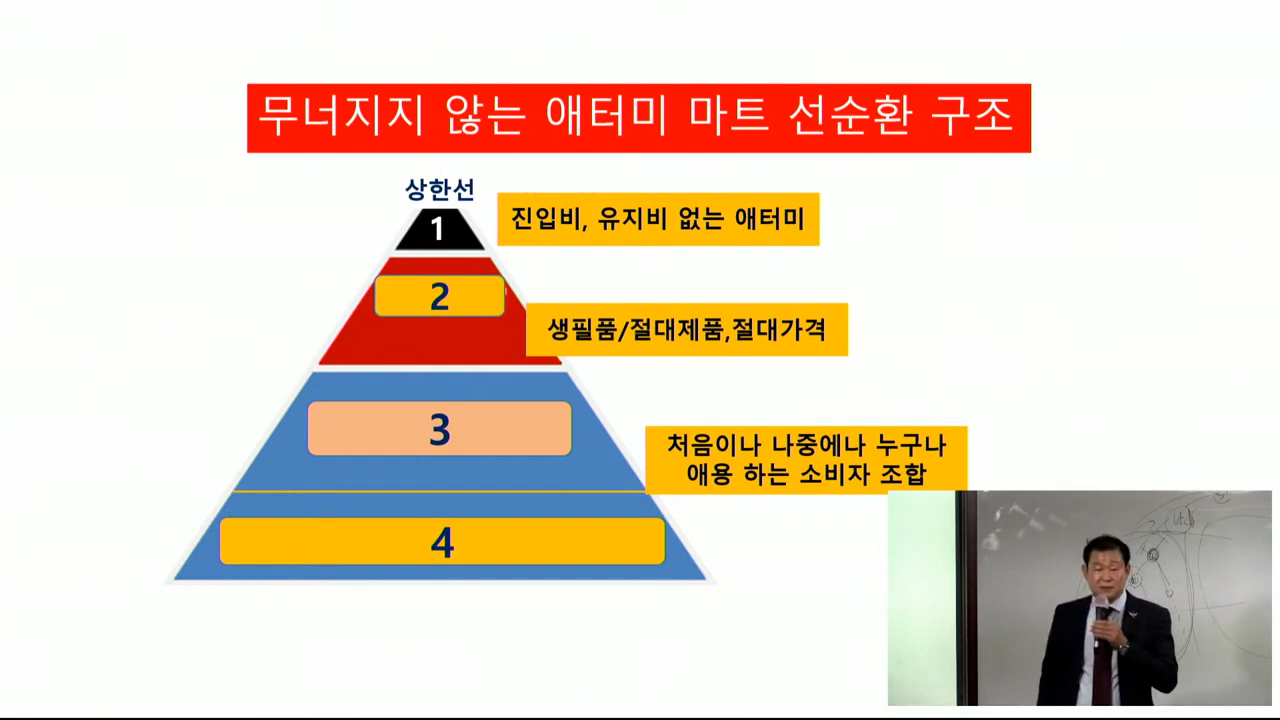 무너지지 않는 애터미 마트 선순환 구조
상한선
1
진입비, 유지비 없는 애터미
2
생필품/절대제품,절대가격
3
처음이나 나중에나 누구나
애용 하는 소비자 조합
4